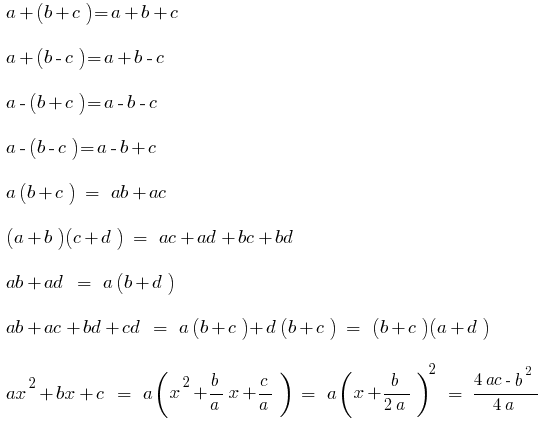 a+(b+c)=a+b+c
a+(b-c)=a+b-c
a-(b+c)=a-b-c
a-(b-c)=a-b+c
a(b+c) = ab+ac
(a+b)(c+d) = ac+ad+bc+bd
ab+ad = a(b+d)
ab+ac+bd+cd = a(b+c)+d(b+c) = (b+c)(a+d)
ax^2+bx+c = a(x^2+b/a x+c/a) = a(x+b/2a)^2 = 4ac-b^2/4a